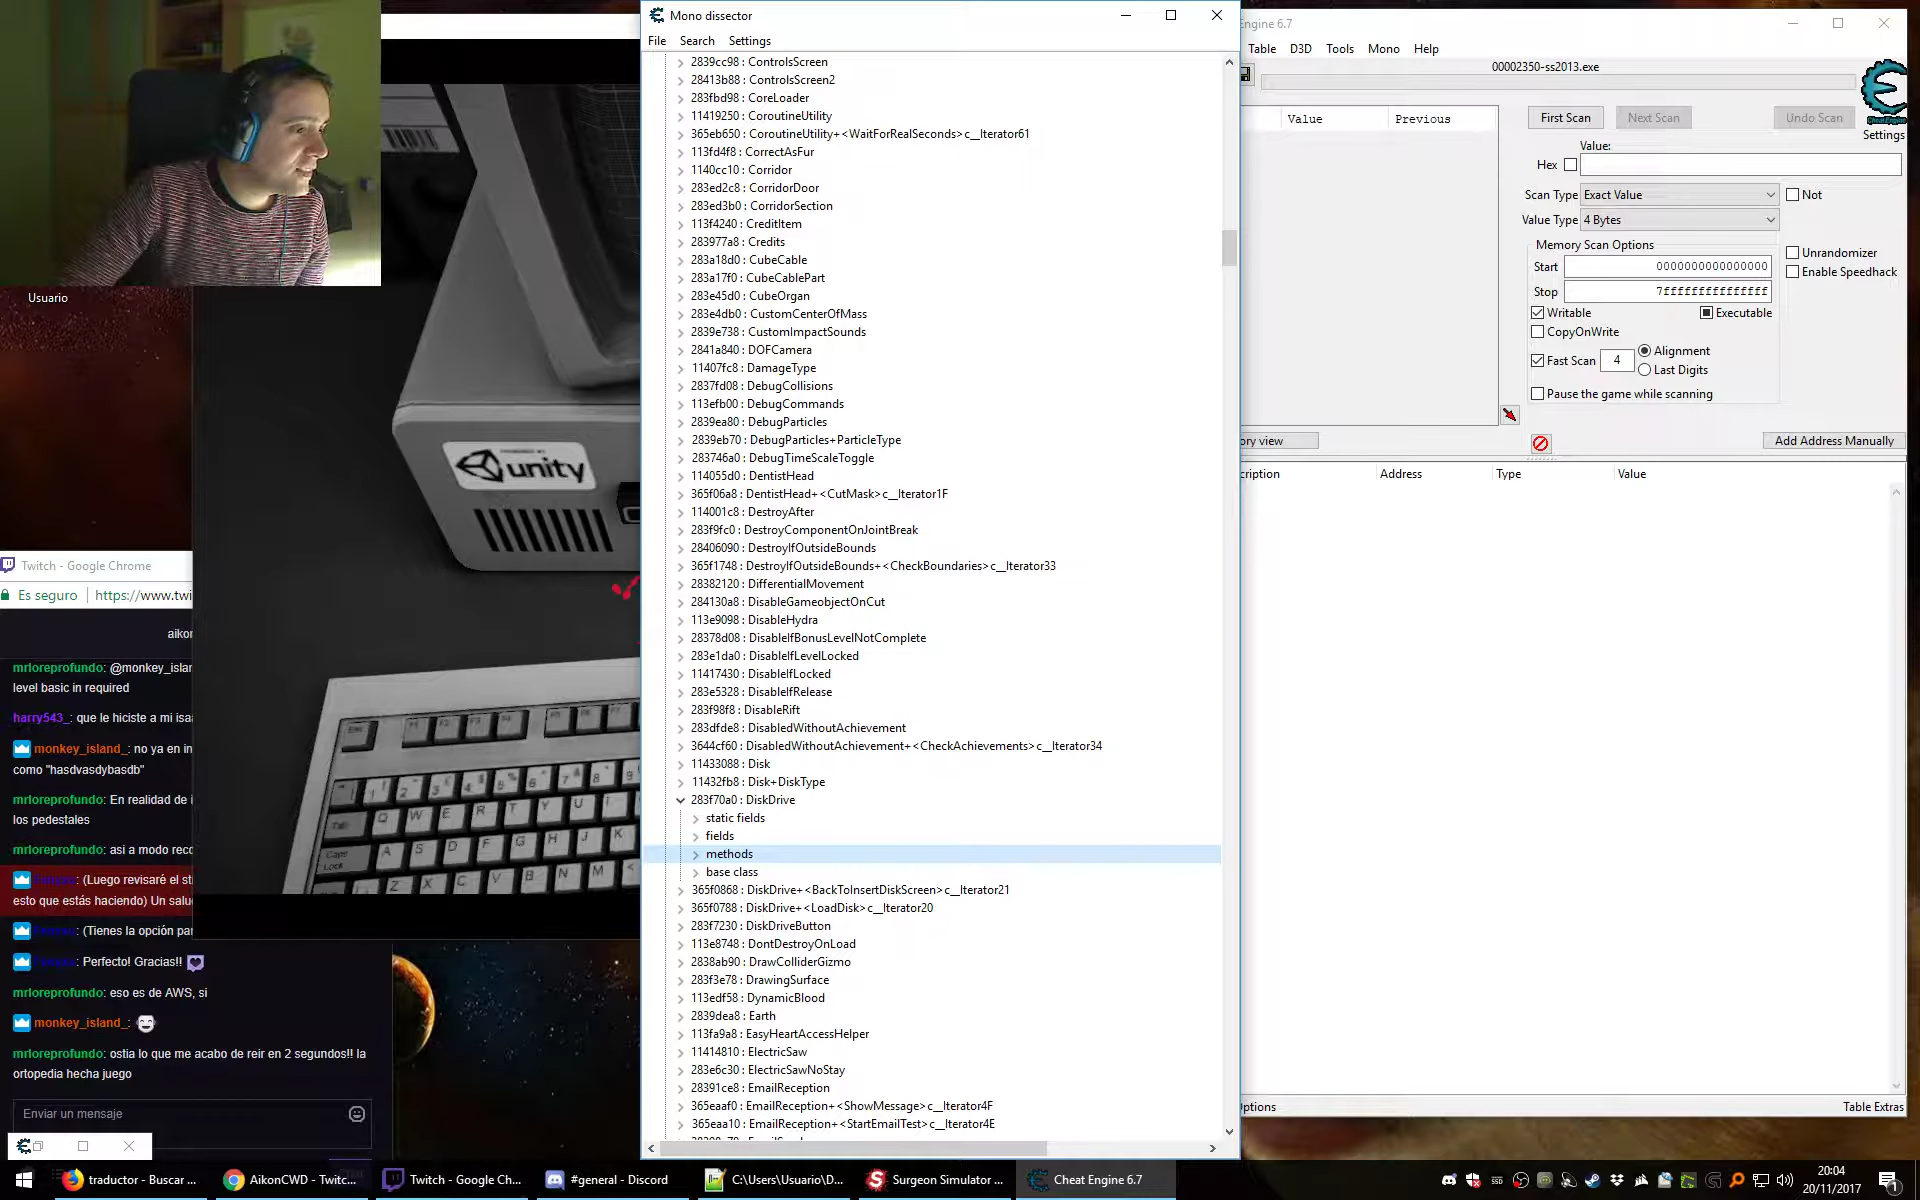 Usuario
POWERED BY
unity
Twitch - Google Chrome
Es seguro
https://www.twi
aikon
mrloreprofundo: @monkey_islan
level basic in required
harry543_: que le hiciste a mi isaa
monkey_island_: no ya en in
como "hasdvasdybasdb"
mrloreprofundo: En realidad de i
los pedestales
mrloreprofundo: asi a modo reco
: (Luego revisaré el st
esto que estás haciendo) Un salu
: (Tienes la opción par
: Perfecto! Gracias!!
mrloreprofundo: eso es de AWS, si
monkey_island_:
mrloreprofundo: ostia lo que me acabo de reir en 2 segundos!! la
ortopedia hecha juego
Enviar un mensaje
Mono dissector
File Search Settings
2839cc98 : ControlsScreen
28413b88 : ControlsScreen2
283fbd98 : CoreLoader
11419250 : CoroutineUtility
365eb650 : CoroutineUtility+<WaitForRealSeconds>c__Iterator61
113fd4f8 : CorrectAsFur
1140cc10 : Corridor
283ed2c8 : CorridorDoor
283ed3b0 : CorridorSection
113f4240 : CreditItem
283977a8 : Credits
283a18d0 : CubeCable
283a17f0 : CubeCablePart
283e45d0 : CubeOrgan
283e4db0 : CustomCenterOfMass
2839e738 : CustomImpactSounds
2841a840 : DOFCamera
11407fc8 : DamageType
2837fd08 : DebugCollisions
113efb00 : DebugCommands
2839ea80 : DebugParticles
2839eb70 : DebugParticles+ParticleType
283746a0 : DebugTimeScaleToggle
114055d0 : DentistHead
365f06a8 : DentistHead+<CutMask>c__Iterator1F
114001c8 : DestroyAfter
283f9fc0 : DestroyComponentOnJointBreak
28406090 : DestroyIfOutsideBounds
365f1748 : DestroyIfOutsideBounds+<CheckBoundaries>c__Iterator33
28382120 : DifferentialMovement
284130a8 : DisableGameobjectOnCut
113e9098 : DisableHydra
28378d08 : DisableIfBonusLevelNotComplete
283e1da0 : DisableIfLevelLocked
11417430 : DisableIfLocked
283e5328 : DisableIfRelease
283f98f8 : DisableRift
283dfde8 : DisabledWithoutAchievement
3644cf60 : DisabledWithoutAchievement+<CheckAchievements>c__Iterator34
11433088 : Disk
11432fb8 : Disk+DiskType
283f70a0 : DiskDrive
static fields
fields
methods
base class
365f0868 : DiskDrive+<BackToInsertDiskScreen>c__Iterator21
365f0788 : DiskDrive+<LoadDisk>c__Iterator20
283f7230 : DiskDriveButton
113e8748 : DontDestroyOnLoad
2838ab90 : DrawColliderGizmo
283f3e78 : DrawingSurface
113edf58 : DynamicBlood
2839dea8 : Earth
113fa9a8 : EasyHeartAccessHelper
11414810 : ElectricSaw
283e6c30 : ElectricSawNoStay
28391ce8 : EmailReception
365eaaf0 : EmailReception+<ShowMessage>c__Iterator4F
365eaa10 : EmailReception+<StartEmailTest>c__Iterator4E
ngine 6.7
Table D3D Tools Mono Help
00002350-ss2013.exe
Value Previous
First Scan Next Scan Undo Scan
Settings
Value:
Hex
Scan Type Exact Value Not
Value Type 4 Bytes
Memory Scan Options
Start 0000000000000000
Stop 7fffffffffffffff
Unrandomizer
Enable Speedhack
Writable Executable
CopyOnWrite
Fast Scan 4 Alignment
Last Digits
Pause the game while scanning
ory view
Add Address Manually
cription Address Type Value
ptions
Table Extras
traductor - Buscar ...
AikonCWD - Twitc...
Twitch - Google Ch...
#general - Discord
C:\Users\Usuario\D...
Surgeon Simulator ...
Cheat Engine 6.7
20:04
20/11/2017